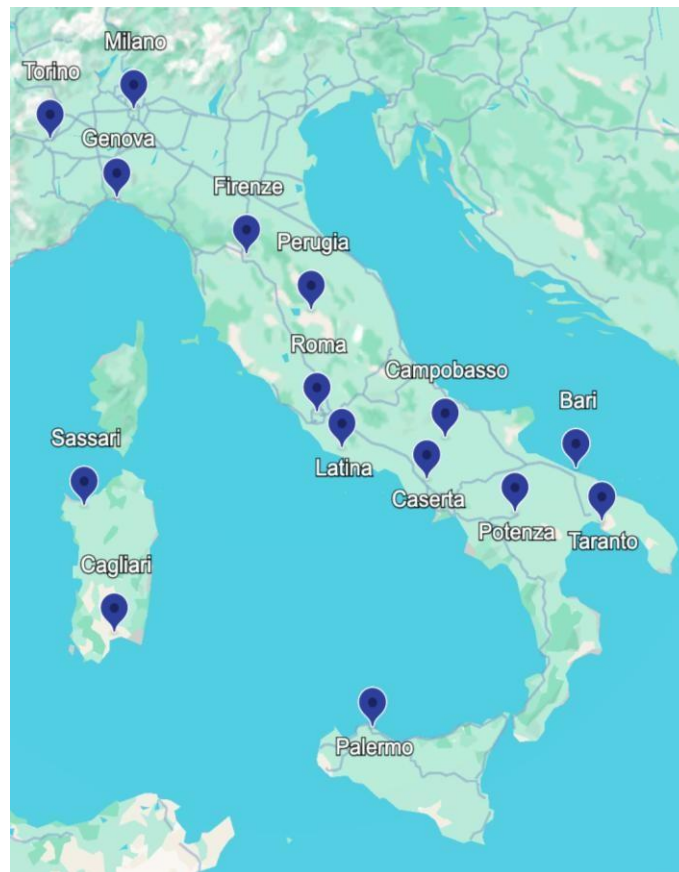 Milano
Torino
Genova
Firenze
Perugia
Roma
Campobasso
Bari
Sassari
Latina
Caserta
Potenza
Taranto
Cagliari
Palermo